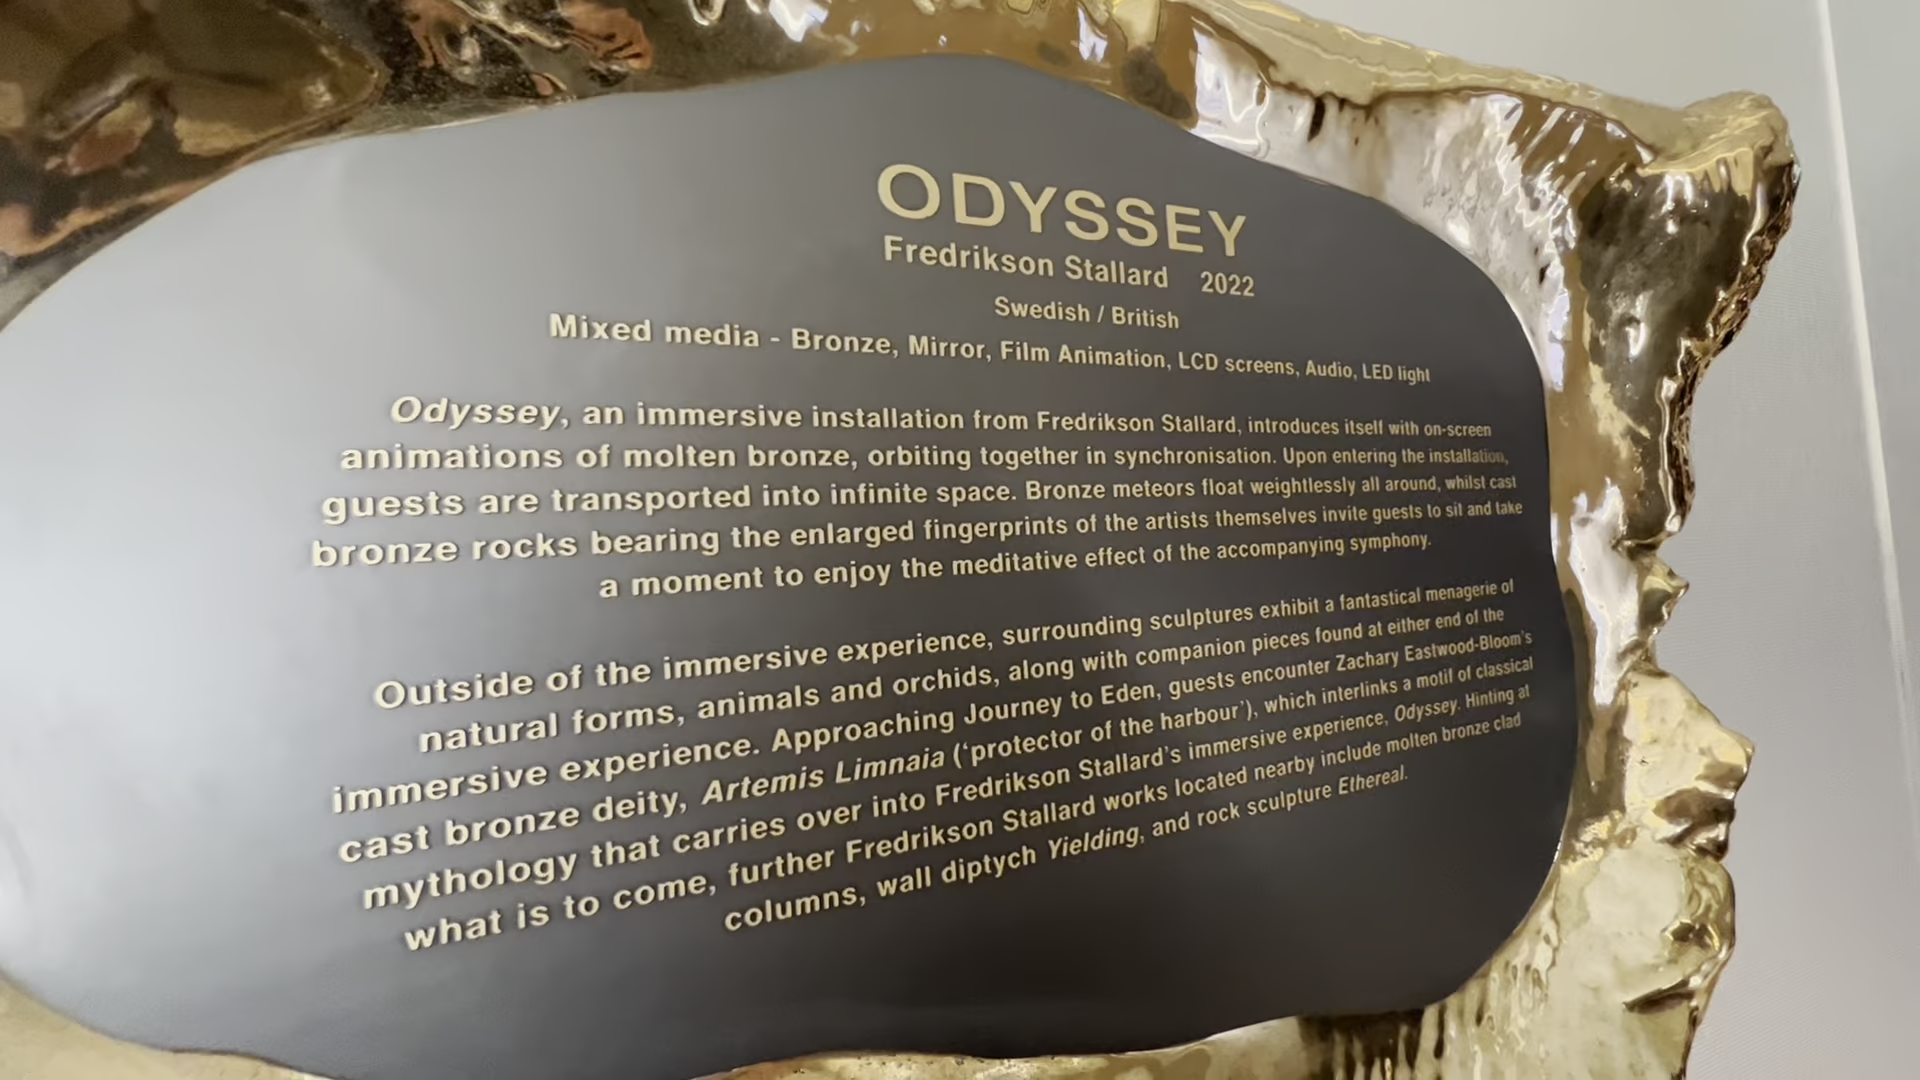 ODYSSEY
Fredrikson Stallard 2022
Swedish / British
Mixed media - Bronze, Mirror, Film Animation, LCD screens, Audio, LED light
Odyssey, an immersive installation from Fredrikson Stallard, introduces itself with on-screen
animations of molten bronze, orbiting together in synchronisation. Upon entering the installation,
guests are transported into infinite space. Bronze meteors float weightlessly all around, whilst cast
bronze rocks bearing the enlarged fingerprints of the artists themselves invite guests to sit and take
a moment to enjoy the meditative effect of the accompanying symphony.
Outside of the immersive experience, surrounding sculptures exhibit a fantastical menagerie of
natural forms, animals and orchids, along with companion pieces found at either end of the
immersive experience. Approaching Journey to Eden, guests encounter Zachary Eastwood-Bloom's
cast bronze deity, Artemis Limnaia ('protector of the harbour'), which interlinks a motif of classical
mythology that carries over into Fredrikson Stallard's immersive experience, Odyssey. Hinting at
what is to come, further Fredrikson Stallard works located nearby include molten bronze clad
columns, wall diptych Yielding, and rock sculpture Ethereal.